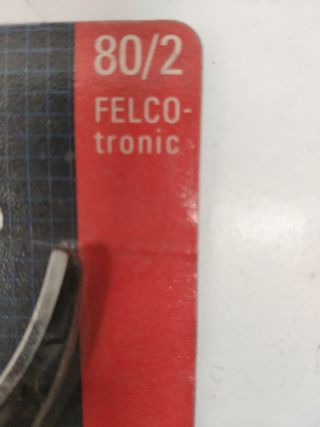 80/2
FELCO-
tronic